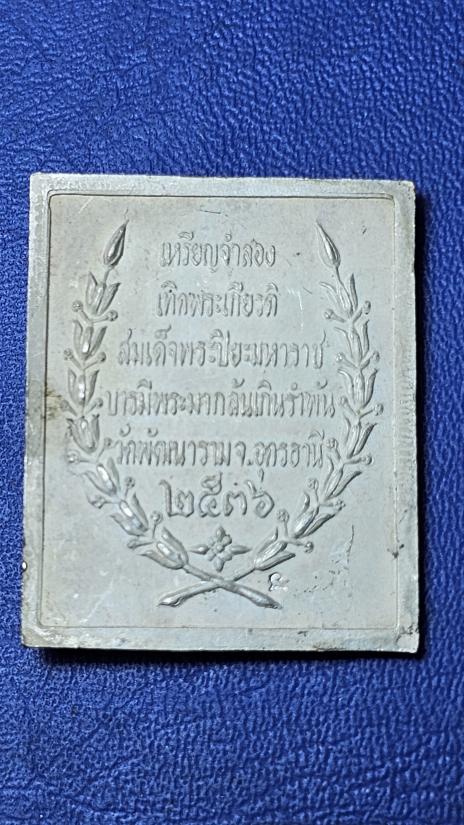 เหรียญจำลอง
เทิดพระเกียรติ
สมเด็จพระปิยะมหาราช
บารมีพระมากล้นเกินรำพัน
วัดพัฒนาราม จ.อุดรธานี
๒๕๓๖